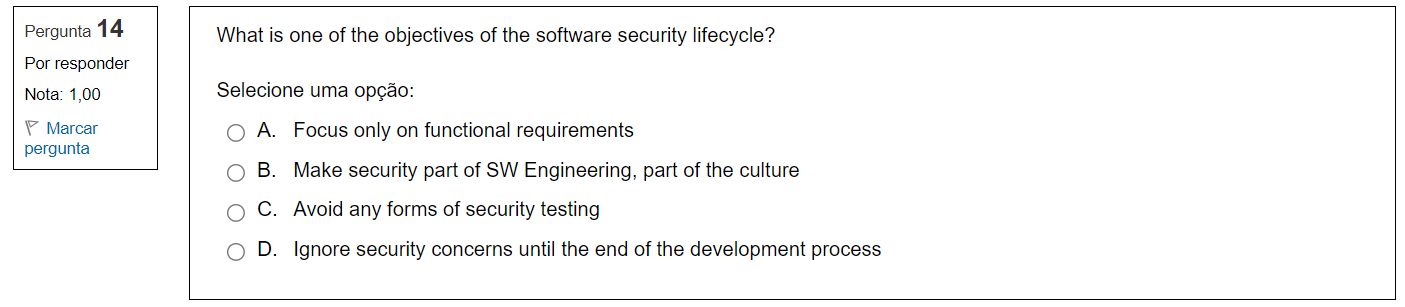 Pergunta 14
Por responder
Nota: 1,00
Marcar
pergunta
What is one of the objectives of the software security lifecycle?
Selecione uma opção:
A. Focus only on functional requirements
B. Make security part of SW Engineering, part of the culture
C. Avoid any forms of security testing
D. Ignore security concerns until the end of the development process